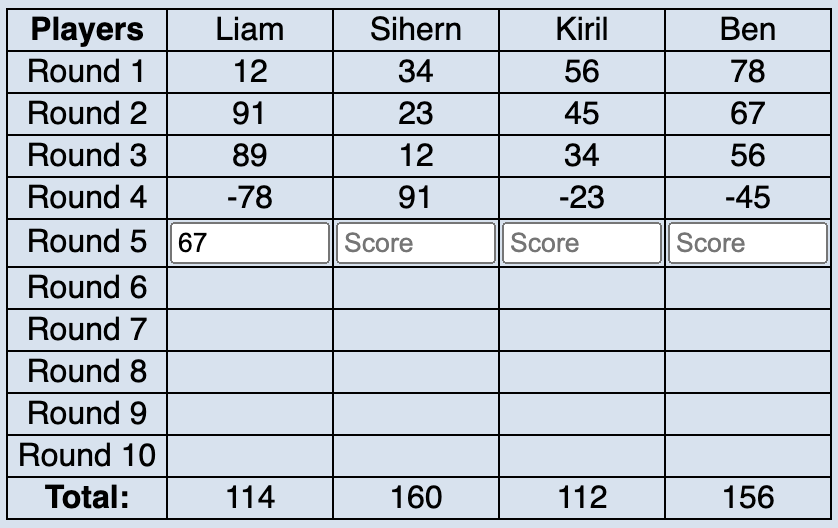 Players Liam Sihern Kiril Ben
Round 1 12 34 56 78
Round 2 91 23 45 67
Round 3 89 12 34 56
Round 4 -78 91 -23 -45
Round 5 67 Score Score Score
Round 6
Round 7
Round 8
Round 9
Round 10
Total: 114 160 112 156